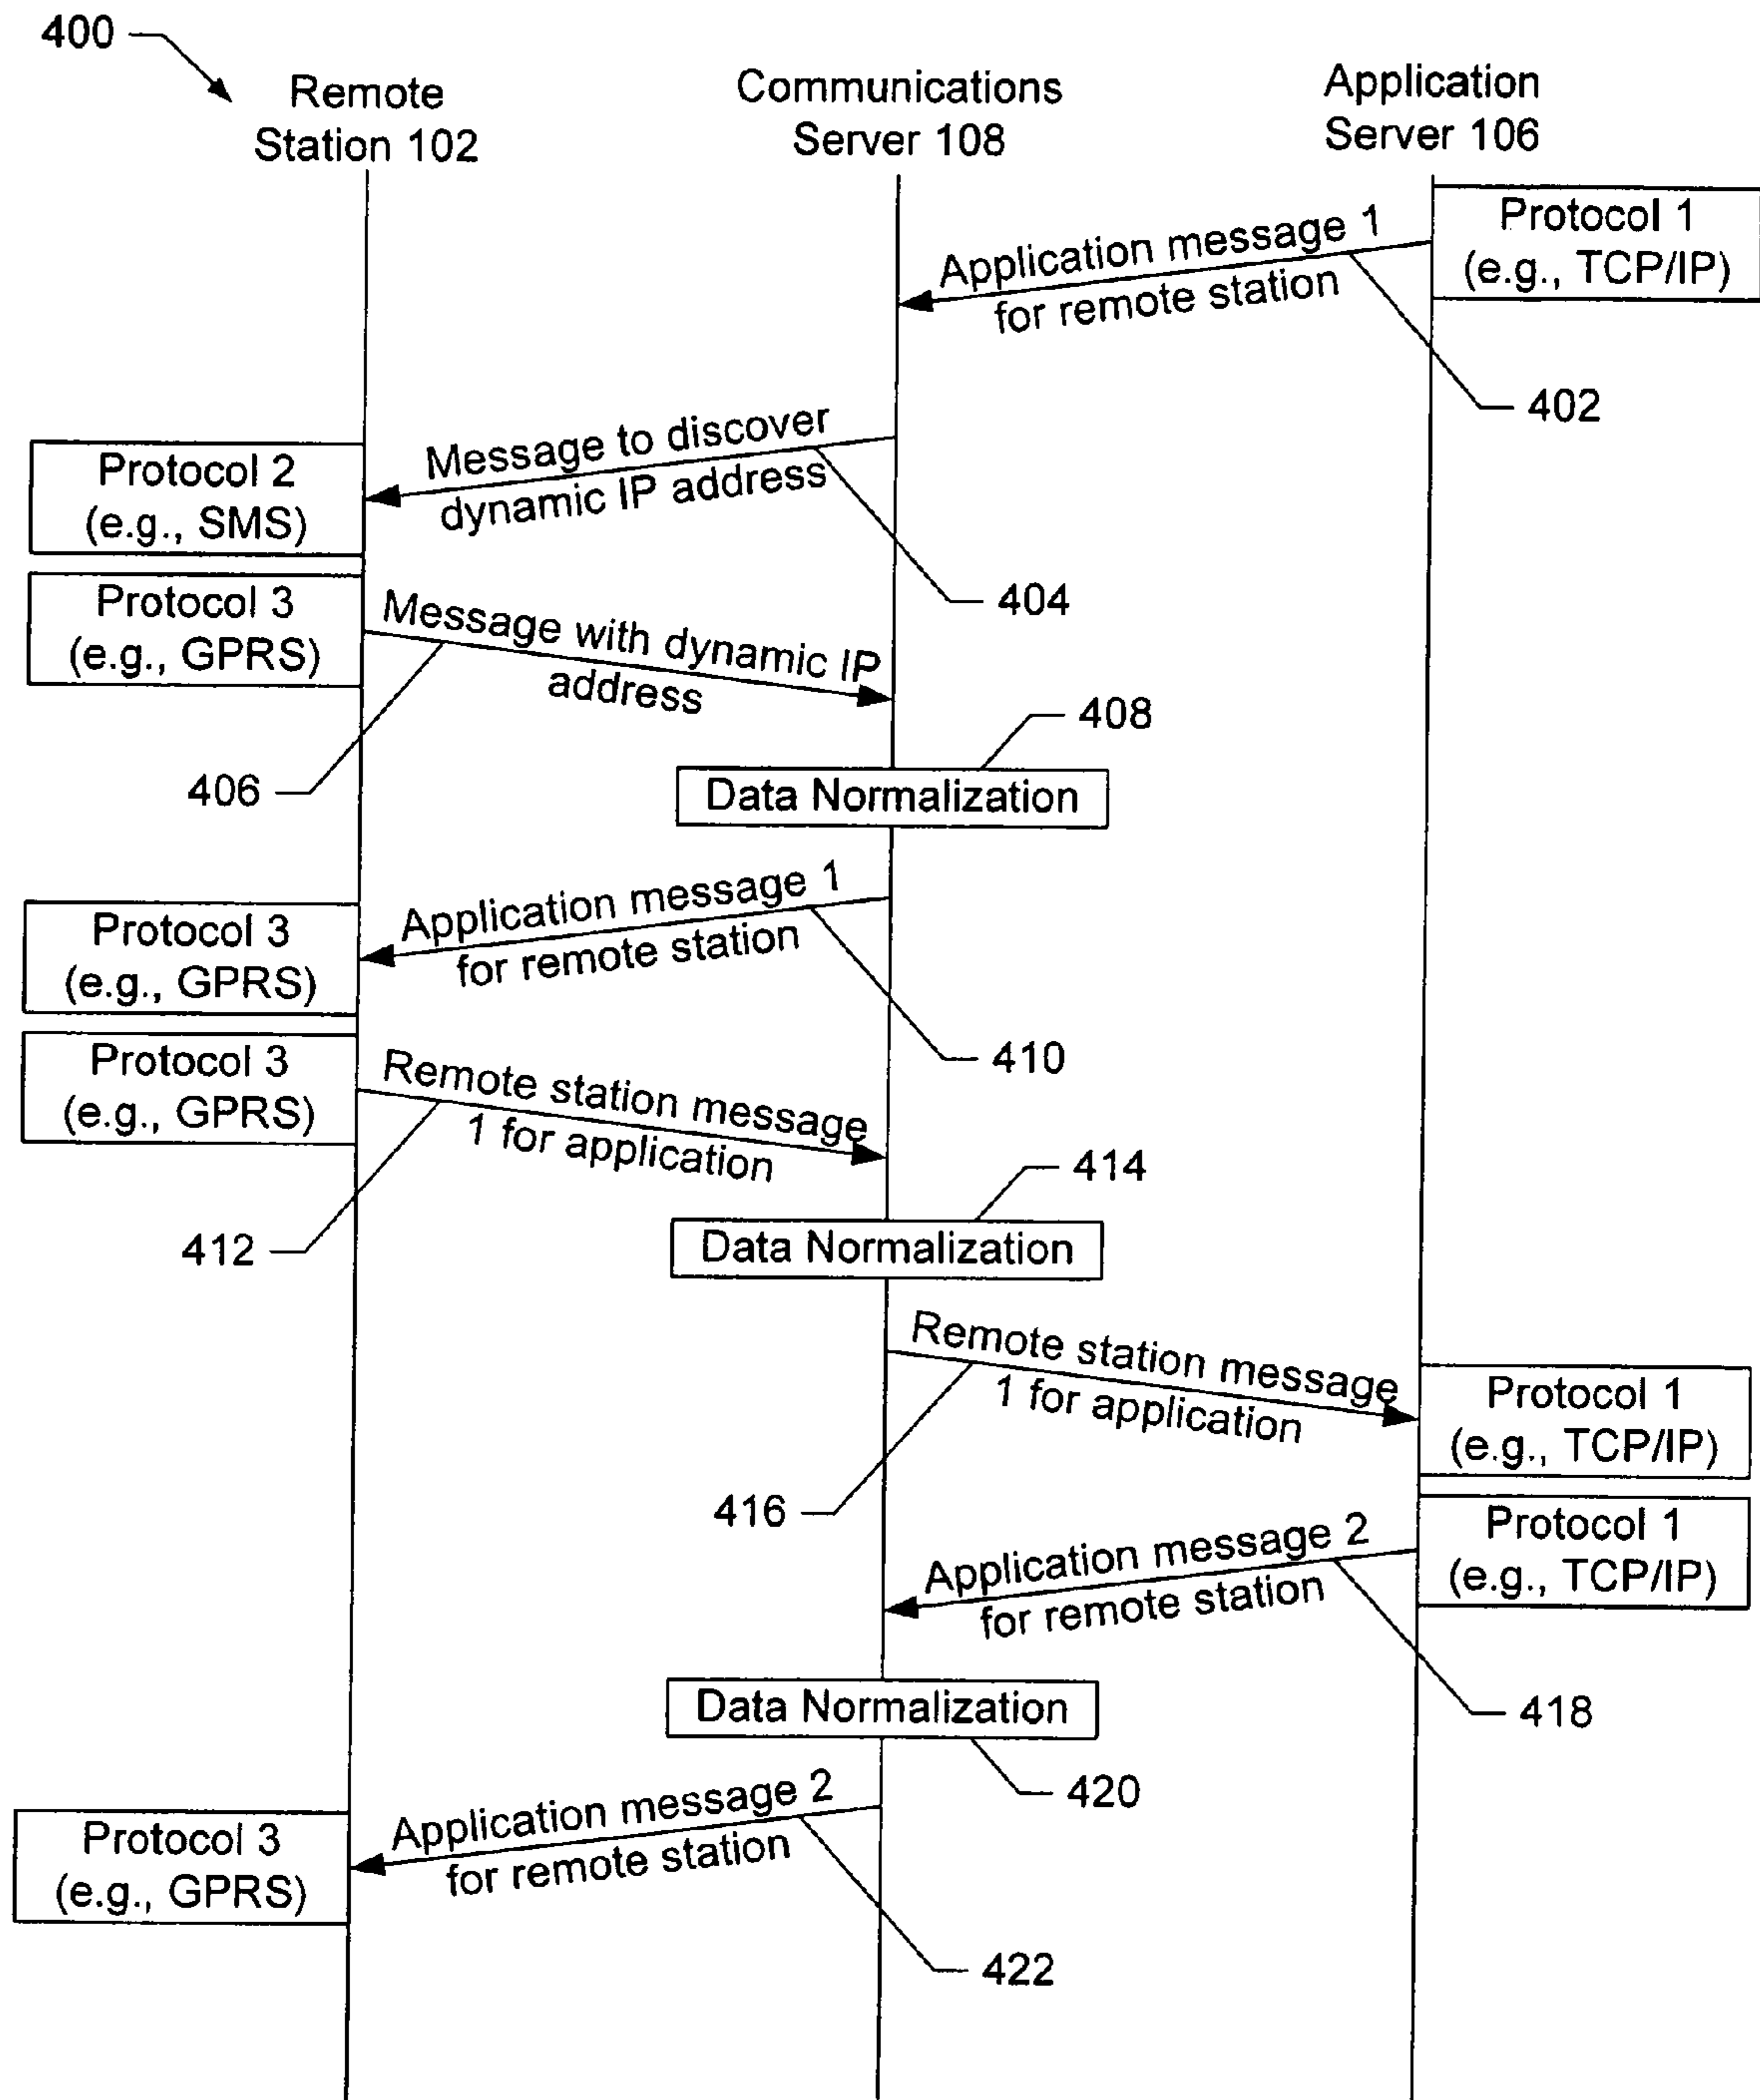 400
Remote
Station 102
Communications
Server 108
Application
Server 106
Protocol 1
(e.g., TCP/IP)
Application message 1
for remote station
402
Message to discover
dynamic IP address
Protocol 2
(e.g., SMS)
404
Protocol 3
(e.g., GPRS)
Message with dynamic IP
address
406
408
Data Normalization
Application message 1
for remote station
Protocol 3
(e.g., GPRS)
410
Protocol 3
(e.g., GPRS)
Remote station message
1 for application
412
414
Data Normalization
Remote station message
1 for application
Protocol 1
(e.g., TCP/IP)
416
Protocol 1
(e.g., TCP/IP)
Application message 2
for remote station
418
Data Normalization
420
Application message 2
for remote station
Protocol 3
(e.g., GPRS)
422